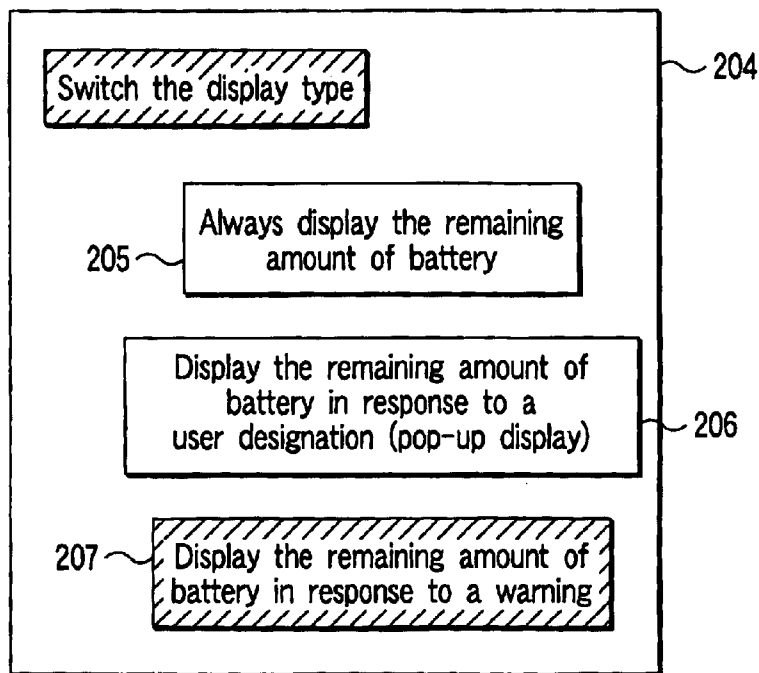 Switch the display type
204
Always display the remaining
amount of battery
205
Display the remaining amount of
battery in response to a
user designation (pop-up display)
206
207
Display the remaining amount of
battery in response to a warning